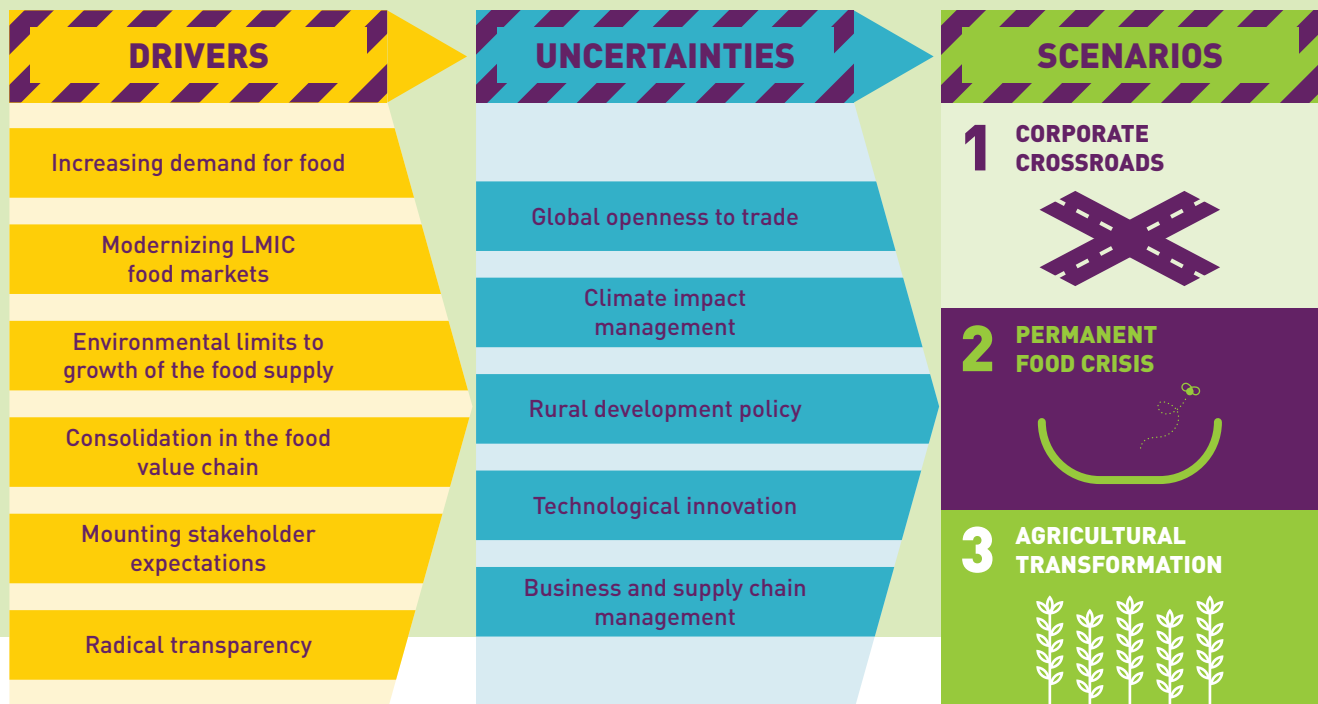 DRIVERS
Increasing demand for food
Modernizing LMIC
food markets
Environmental limits to
growth of the food supply
Consolidation in the food
value chain
Mounting stakeholder
expectations
Radical transparency
UNCERTAINTIES
Global openness to trade
Climate impact
management
Rural development policy
Technological innovation
Business and supply chain
management
SCENARIOS
1 CORPORATE
CROSSROADS
2 PERMANENT
FOOD CRISIS
3 AGRICULTURAL
TRANSFORMATION